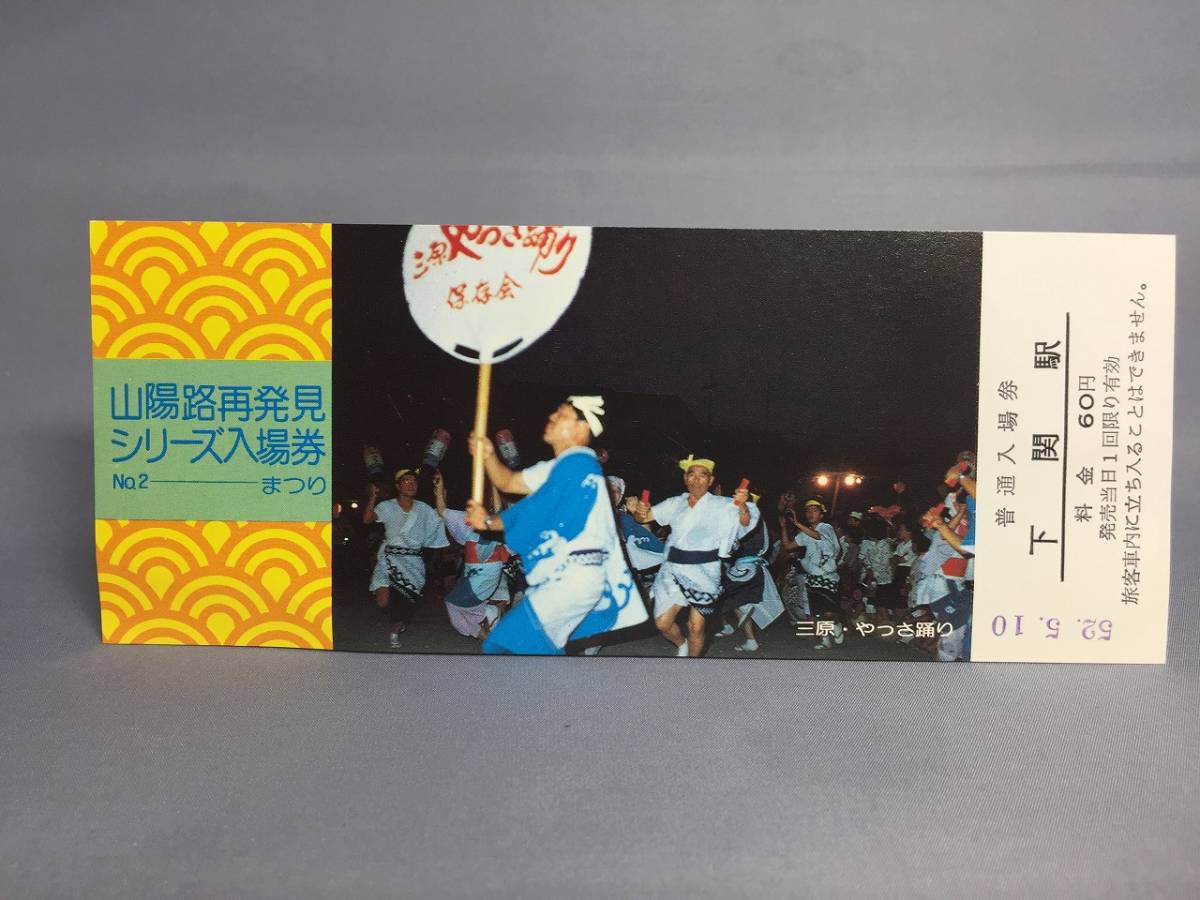 山陽路再発見
シリーズ入場券
No.2――まつり
三原やっさ踊り
保存会
三原・やっさ踊り
普通入場券
下関駅
料金 60円
発売当日1回限り有効
旅客車内に立ち入ることはできません。
52.5.10